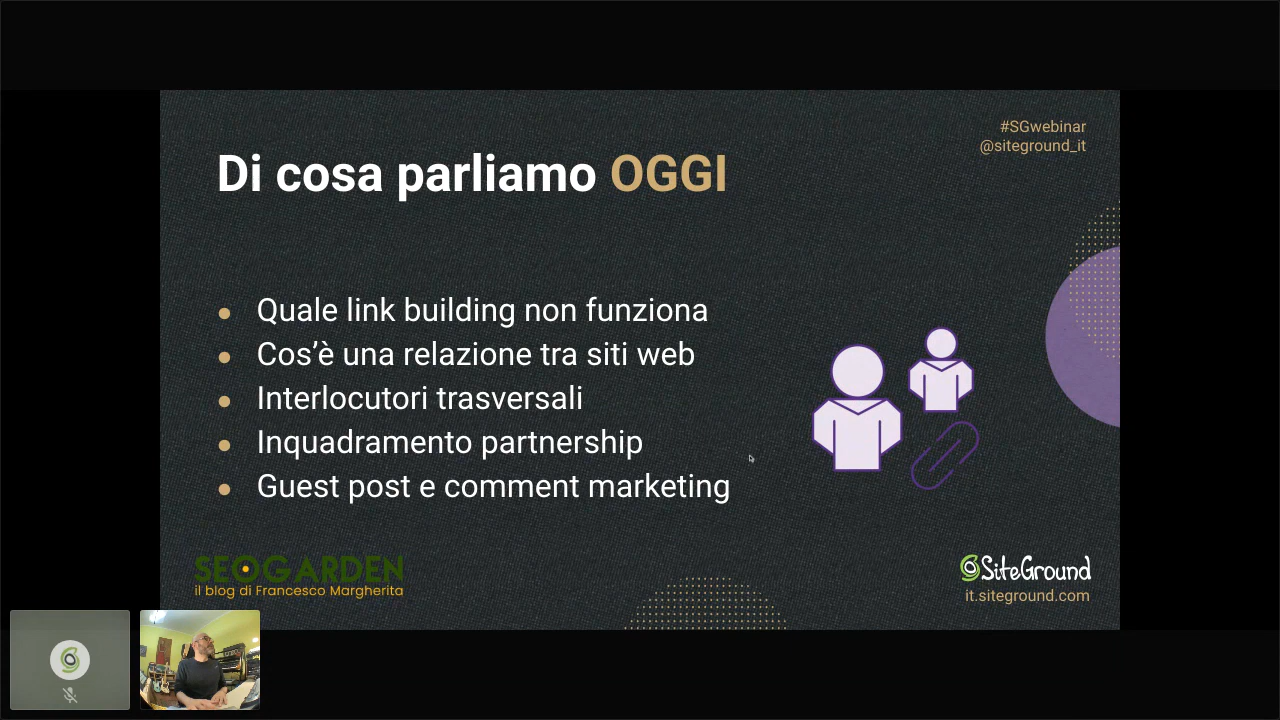 #SGwebinar
@siteground_it
Di cosa parliamo OGGI
● Quale link building non funziona
● Cos’è una relazione tra siti web
● Interlocutori trasversali
● Inquadramento partnership
● Guest post e comment marketing
SEOGARDEN
il blog di Francesco Margherita
SiteGround
it.siteground.com